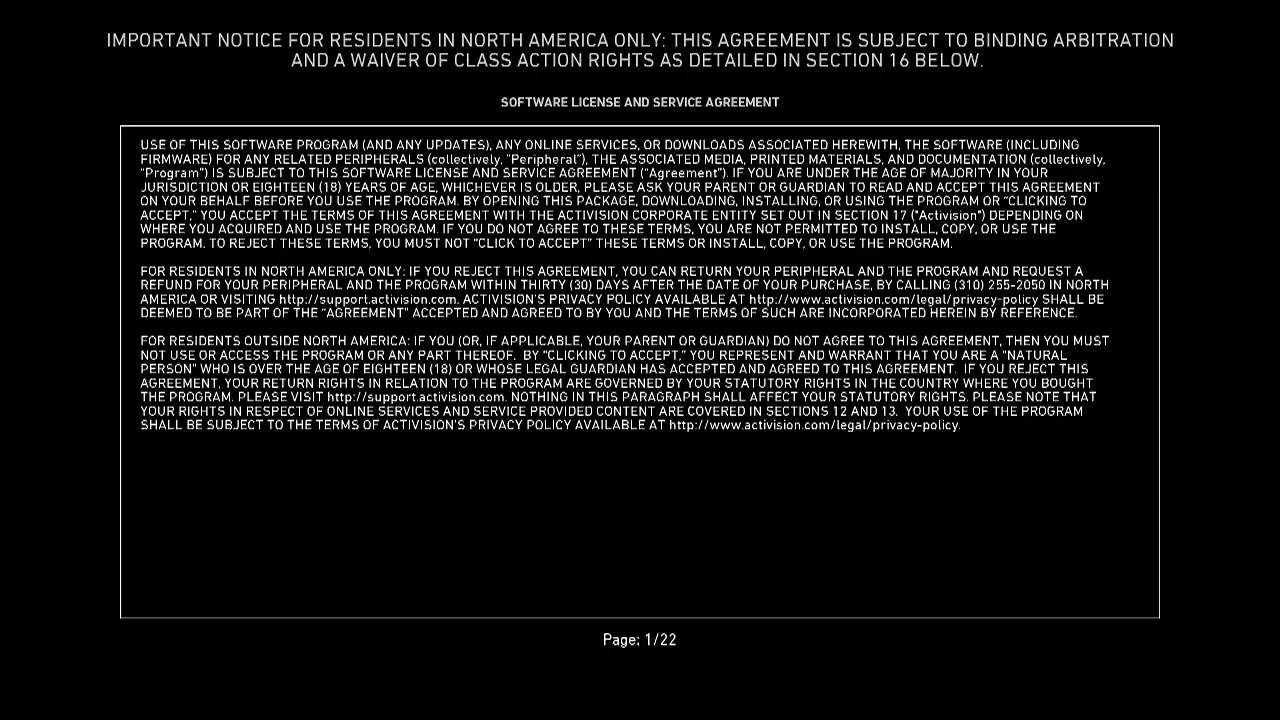 IMPORTANT NOTICE FOR RESIDENTS IN NORTH AMERICA ONLY: THIS AGREEMENT IS SUBJECT TO BINDING ARBITRATION
AND A WAIVER OF CLASS ACTION RIGHTS AS DETAILED IN SECTION 16 BELOW.
SOFTWARE LICENSE AND SERVICE AGREEMENT
USE OF THIS SOFTWARE PROGRAM (AND ANY UPDATES), ANY ONLINE SERVICES, OR DOWNLOADS ASSOCIATED HEREWITH, THE SOFTWARE (INCLUDING
FIRMWARE) FOR ANY RELATED PERIPHERALS (collectively, "Peripheral"), THE ASSOCIATED MEDIA, PRINTED MATERIALS, AND DOCUMENTATION (collectively,
"Program") IS SUBJECT TO THIS SOFTWARE LICENSE AND SERVICE AGREEMENT ("Agreement"). IF YOU ARE UNDER THE AGE OF MAJORITY IN YOUR
JURISDICTION OR EIGHTEEN (18) YEARS OF AGE, WHICHEVER IS OLDER, PLEASE ASK YOUR PARENT OR GUARDIAN TO READ AND ACCEPT THIS AGREEMENT
ON YOUR BEHALF BEFORE YOU USE THE PROGRAM. BY OPENING THIS PACKAGE, DOWNLOADING, INSTALLING, OR USING THE PROGRAM OR "CLICKING TO
ACCEPT," YOU ACCEPT THE TERMS OF THIS AGREEMENT WITH THE ACTIVISION CORPORATE ENTITY SET OUT IN SECTION 17 ("Activision") DEPENDING ON
WHERE YOU ACQUIRED AND USE THE PROGRAM. IF YOU DO NOT AGREE TO THESE TERMS, YOU ARE NOT PERMITTED TO INSTALL, COPY, OR USE THE
PROGRAM. TO REJECT THESE TERMS, YOU MUST NOT "CLICK TO ACCEPT" THESE TERMS OR INSTALL, COPY, OR USE THE PROGRAM.
FOR RESIDENTS IN NORTH AMERICA ONLY: IF YOU REJECT THIS AGREEMENT, YOU CAN RETURN YOUR PERIPHERAL AND THE PROGRAM AND REQUEST A
REFUND FOR YOUR PERIPHERAL AND THE PROGRAM WITHIN THIRTY (30) DAYS AFTER THE DATE OF YOUR PURCHASE, BY CALLING (310) 255-2050 IN NORTH
AMERICA OR VISITING http://support.activision.com. ACTIVISION'S PRIVACY POLICY AVAILABLE AT http://www.activision.com/legal/privacy-policy SHALL BE
DEEMED TO BE PART OF THE "AGREEMENT" ACCEPTED AND AGREED TO BY YOU AND THE TERMS OF SUCH ARE INCORPORATED HEREIN BY REFERENCE.
FOR RESIDENTS OUTSIDE NORTH AMERICA: IF YOU (OR, IF APPLICABLE, YOUR PARENT OR GUARDIAN) DO NOT AGREE TO THIS AGREEMENT, THEN YOU MUST
NOT USE OR ACCESS THE PROGRAM OR ANY PART THEREOF. BY "CLICKING TO ACCEPT," YOU REPRESENT AND WARRANT THAT YOU ARE A "NATURAL
PERSON" WHO IS OVER THE AGE OF EIGHTEEN (18) OR WHOSE LEGAL GUARDIAN HAS ACCEPTED AND AGREED TO THIS AGREEMENT. IF YOU REJECT THIS
AGREEMENT, YOUR RETURN RIGHTS IN RELATION TO THE PROGRAM ARE GOVERNED BY YOUR STATUTORY RIGHTS IN THE COUNTRY WHERE YOU BOUGHT
THE PROGRAM. PLEASE VISIT http://support.activision.com. NOTHING IN THIS PARAGRAPH SHALL AFFECT YOUR STATUTORY RIGHTS. PLEASE NOTE THAT
YOUR RIGHTS IN RESPECT OF ONLINE SERVICES AND SERVICE PROVIDED CONTENT ARE COVERED IN SECTIONS 12 AND 13. YOUR USE OF THE PROGRAM
SHALL BE SUBJECT TO THE TERMS OF ACTIVISION'S PRIVACY POLICY AVAILABLE AT http://www.activision.com/legal/privacy-policy.
Page: 1/22